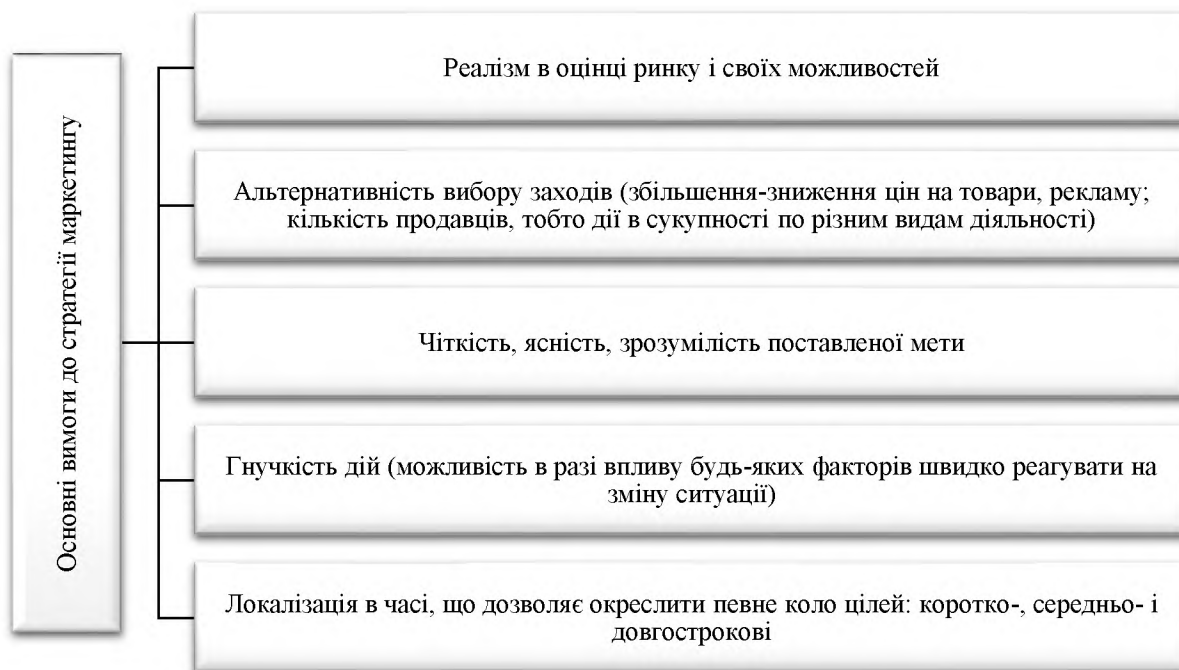 Основні вимоги до стратегії маркетингу
Реалізм в оцінці ринку і своїх можливостей
Альтернативність вибору заходів (збільшення-зниження цін на товари, рекламу;
кількість продавців, тобто дії в сукупності по різним видам діяльності)
Чіткість, ясність, зрозумілість поставленої мети
Гнучкість дій (можливість в разі впливу будь-яких факторів швидко реагувати на
зміну ситуації)
Локалізація в часі, що дозволяє окреслити певне коло цілей: коротко-, середньо- і
довгострокові